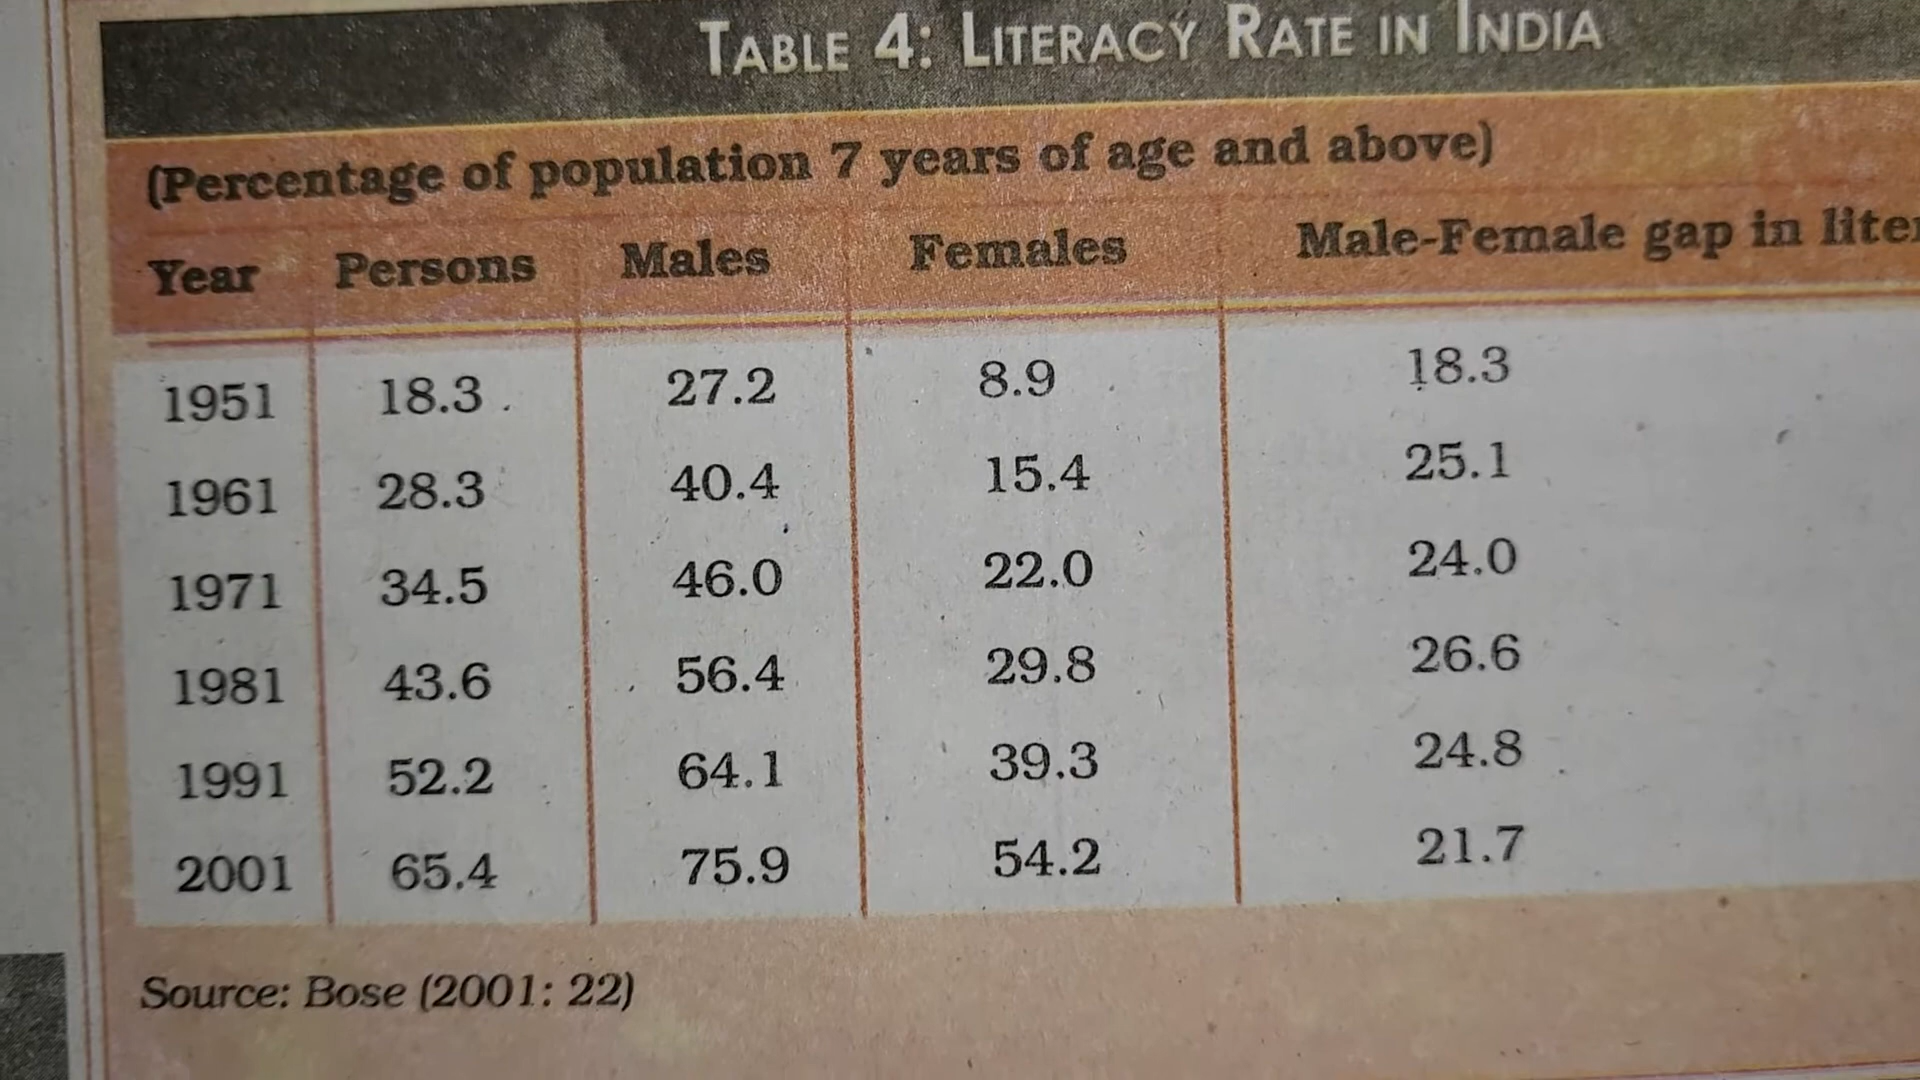 TABLE 4: LITERACY RATE IN INDIA
(Percentage of population 7 years of age and above)
Year Persons Males Females Male-Female gap in
1951 18.3 27.2 8.9 18.3
1961 28.3 40.4 15.4 25.1
1971 34.5 46.0 22.0 24.0
1981 43.6 56.4 29.8 26.6
1991 52.2 64.1 39.3 24.8
2001 65.4 75.9 54.2 21.7
Source: Bose (2001: 22)